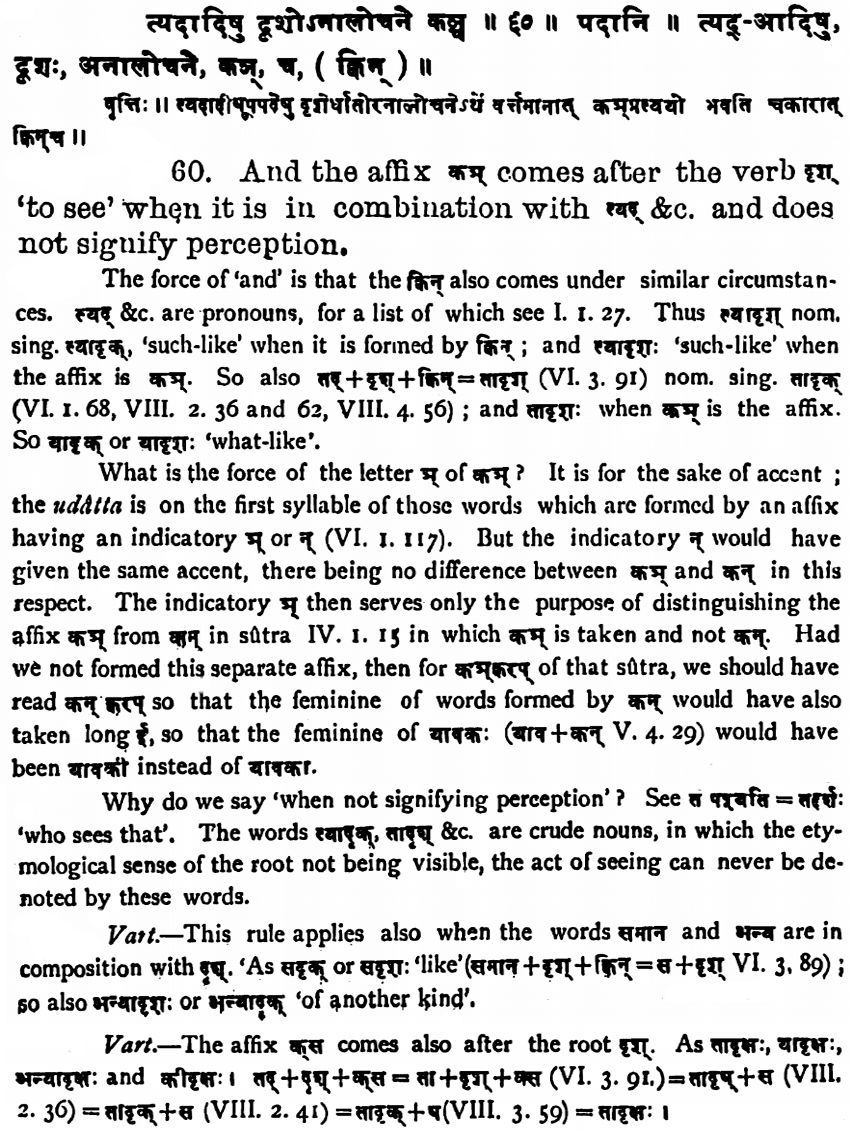 त्यदादिषु दृशोऽनालोचने कञ्च ॥ ६० ॥ पदानि ॥ त्यद्-आदिषु,
दृशः, अनालोचने, कञ्, च, ( क्विन् ) ॥
वृत्तिः ॥ त्यदादीषूपपदेषु दृशेर्धातोरनालोचनेऽर्थे वर्त्तमानात् कञ्प्रत्ययो भवति चकारात्
क्विन्च ॥
60. And the affix कञ् comes after the verb दृश्
‘to see’ when it is in combination with त्यद् &c. and does
not signify perception.
The force of ‘and’ is that the क्विन् also comes under similar circumstan-
ces. त्यद् &c. are pronouns, for a list of which see I. 1. 27. Thus त्यादृश् nom.
sing. त्यादृक्, ‘such-like’ when it is formed by क्विन् ; and त्यादृशः ‘such-like’ when
the affix is कञ्. So also तद्+दृश्+क्विन्=तादृश् (VI. 3. 91) nom. sing. तादृक्
(VI. 1. 68, VIII. 2. 36 and 62, VIII. 4. 56) ; and तादृशः when कञ् is the affix.
So यादृक् or यादृशः ‘what-like’.
What is the force of the letter ञ् of कञ् ? It is for the sake of accent ;
the udâtta is on the first syllable of those words which are formed by an affix
having an indicatory ञ् or न् (VI. 1. 117). But the indicatory न् would have
given the same accent, there being no difference between कञ् and कन् in this
respect. The indicatory ञ् then serves only the purpose of distinguishing the
affix कञ् from कन् in sûtra IV. 1. 15 in which कञ् is taken and not कन्. Had
we not formed this separate affix, then for कञ्क्वरप् of that sûtra, we should have
read कन् क्वरप् so that the feminine of words formed by कन् would have also
taken long ई, so that the feminine of यावकः (याव+कन् V. 4. 29) would have
been यावकी instead of यावका.
Why do we say ‘when not signifying perception’ ? See तं पश्यति = तद्दर्शः
‘who sees that’. The words त्यादृक्, तादृश् &c. are crude nouns, in which the ety-
mological sense of the root not being visible, the act of seeing can never be de-
noted by these words.
Vart.—This rule applies also when the words समान and अन्य are in
composition with दृश्. ‘As सदृक् or सदृशः ‘like’(समान+दृश्+क्विन्=स+दृश् VI. 3. 89) ;
so also अन्यादृशः or अन्यादृक् ‘of another kind’.
Vart.—The affix क्स comes also after the root दृश्. As तादृक्षः, यादृक्षः,
अन्यादृक्षः and कीदृक्षः। तद्+दृश्+क्स = ता+दृश्+क्स (VI. 3. 91.)=तादृष्+स (VIII.
2. 36) = तादृक्+स (VIII. 2. 41) =तादृक्+ष(VIII. 3. 59) = तादृक्षः ।